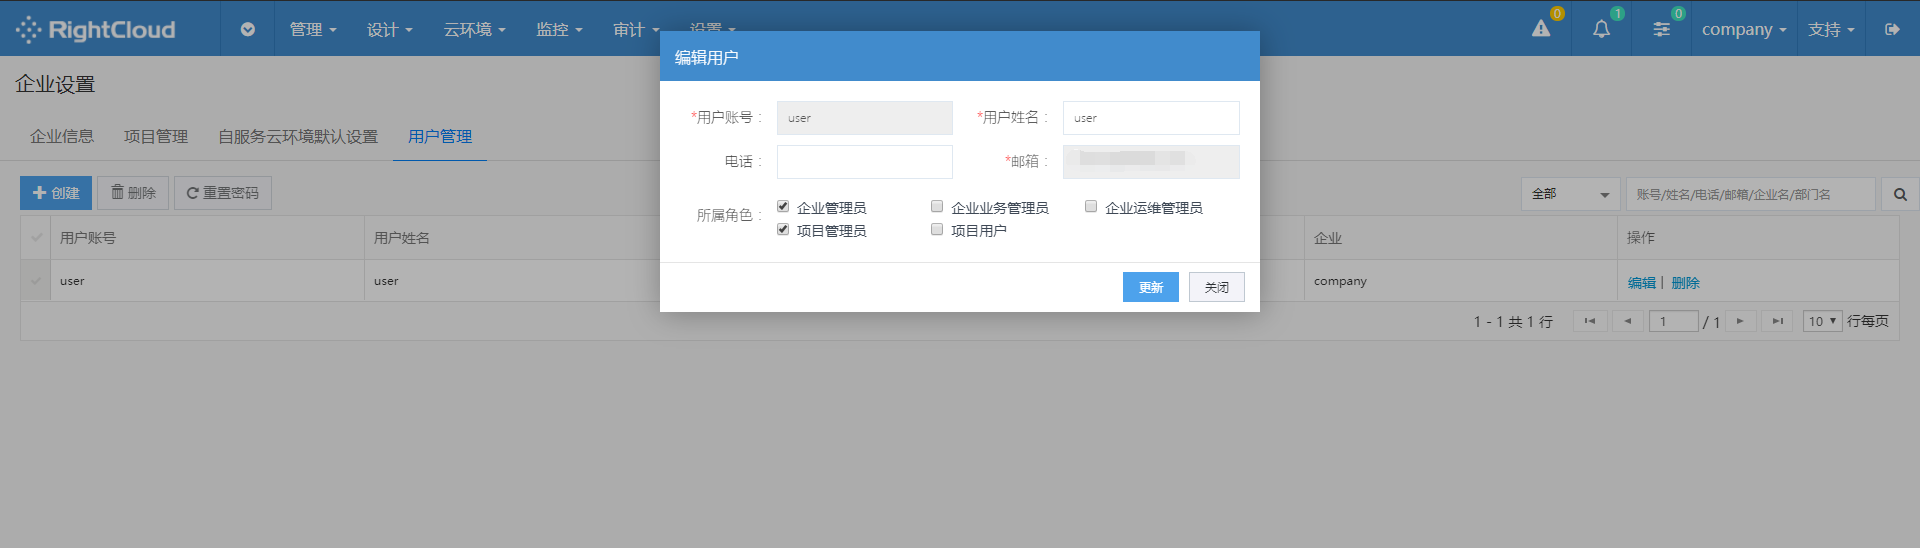 RightCloud 管理 设计 云环境 监控 审计 设置 0 1 0 company 支持
企业设置
企业信息 项目管理 自服务云环境默认设置 用户管理
创建 删除 重置密码 全部 账号/姓名/电话/邮箱/企业名/部门名
用户账号 用户姓名 企业 操作
user user company 编辑 | 删除
1 - 1 共 1 行 1 / 1 10 行每页
编辑用户
*用户账号： user *用户姓名： user
电话： *邮箱：
所属角色： 企业管理员 企业业务管理员 企业运维管理员
项目管理员 项目用户
更新 关闭